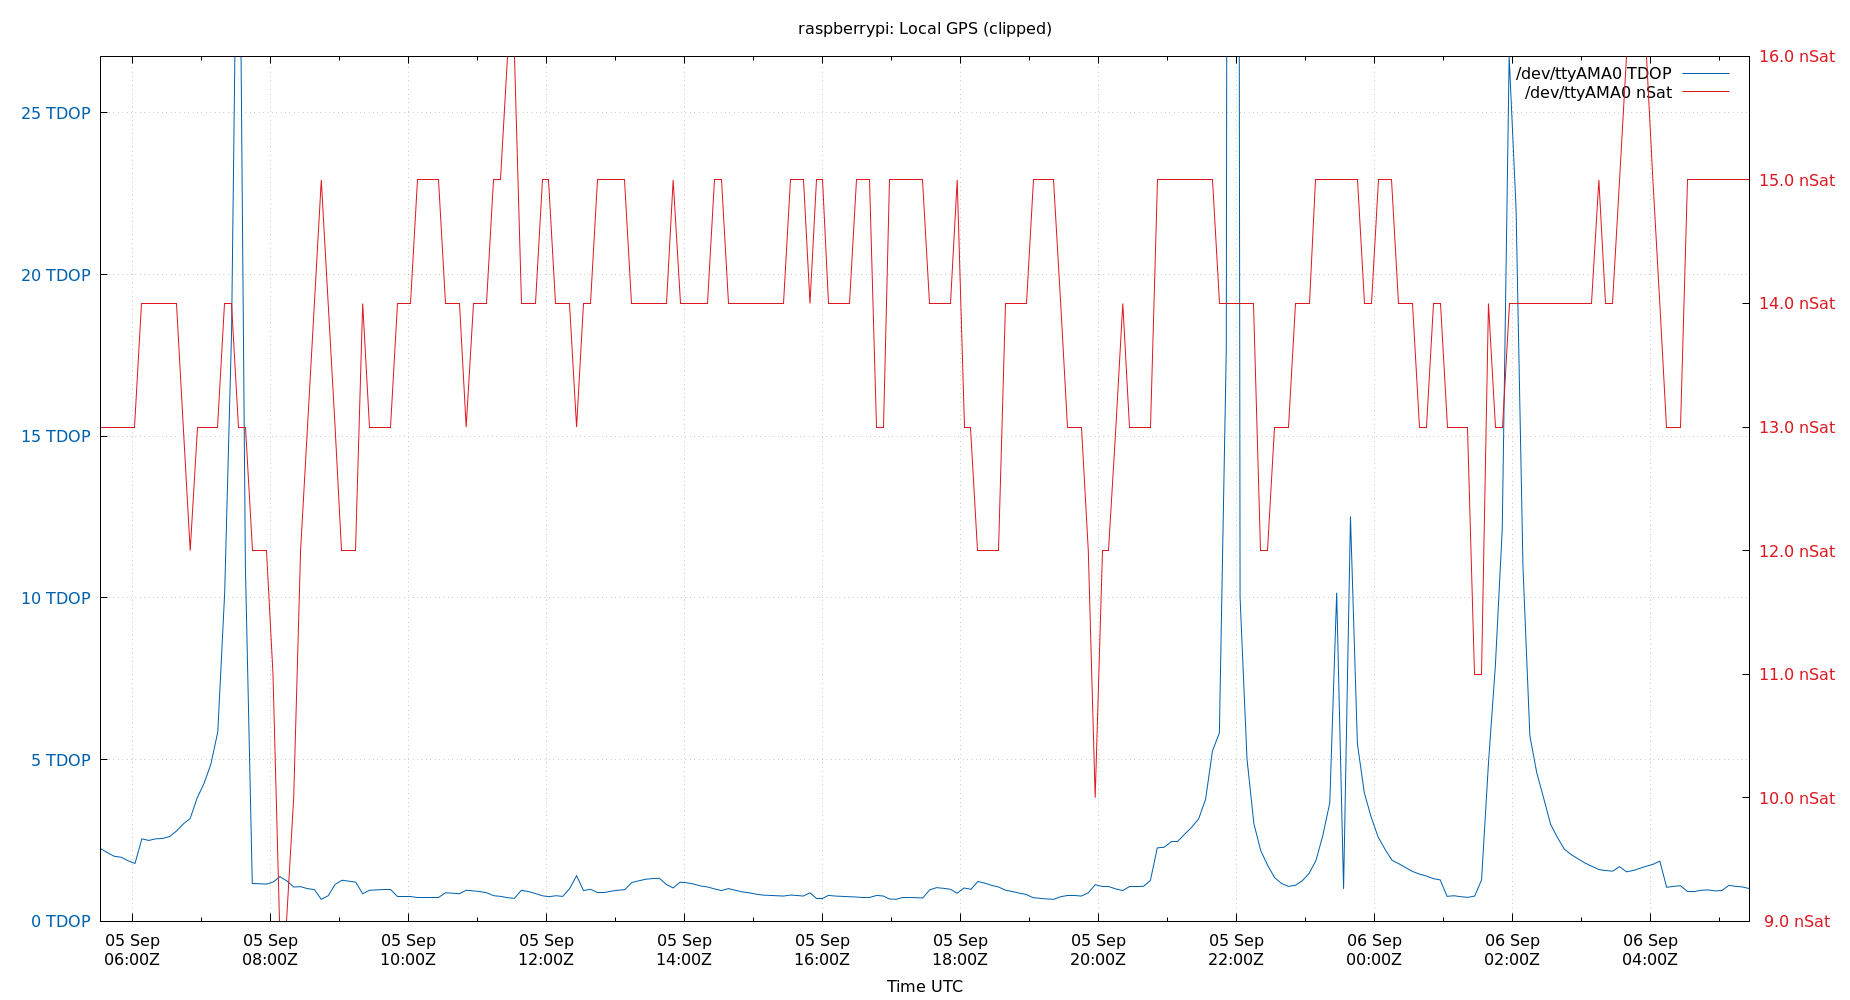 raspberrypi: Local GPS (clipped)
/dev/ttyAMA0 TDOP
/dev/ttyAMA0 nSat
25 TDOP
20 TDOP
15 TDOP
10 TDOP
5 TDOP
0 TDOP
16.0 nSat
15.0 nSat
14.0 nSat
13.0 nSat
12.0 nSat
11.0 nSat
10.0 nSat
9.0 nSat
05 Sep
06:00Z
05 Sep
08:00Z
05 Sep
10:00Z
05 Sep
12:00Z
05 Sep
14:00Z
05 Sep
16:00Z
05 Sep
18:00Z
05 Sep
20:00Z
05 Sep
22:00Z
06 Sep
00:00Z
06 Sep
02:00Z
06 Sep
04:00Z
Time UTC